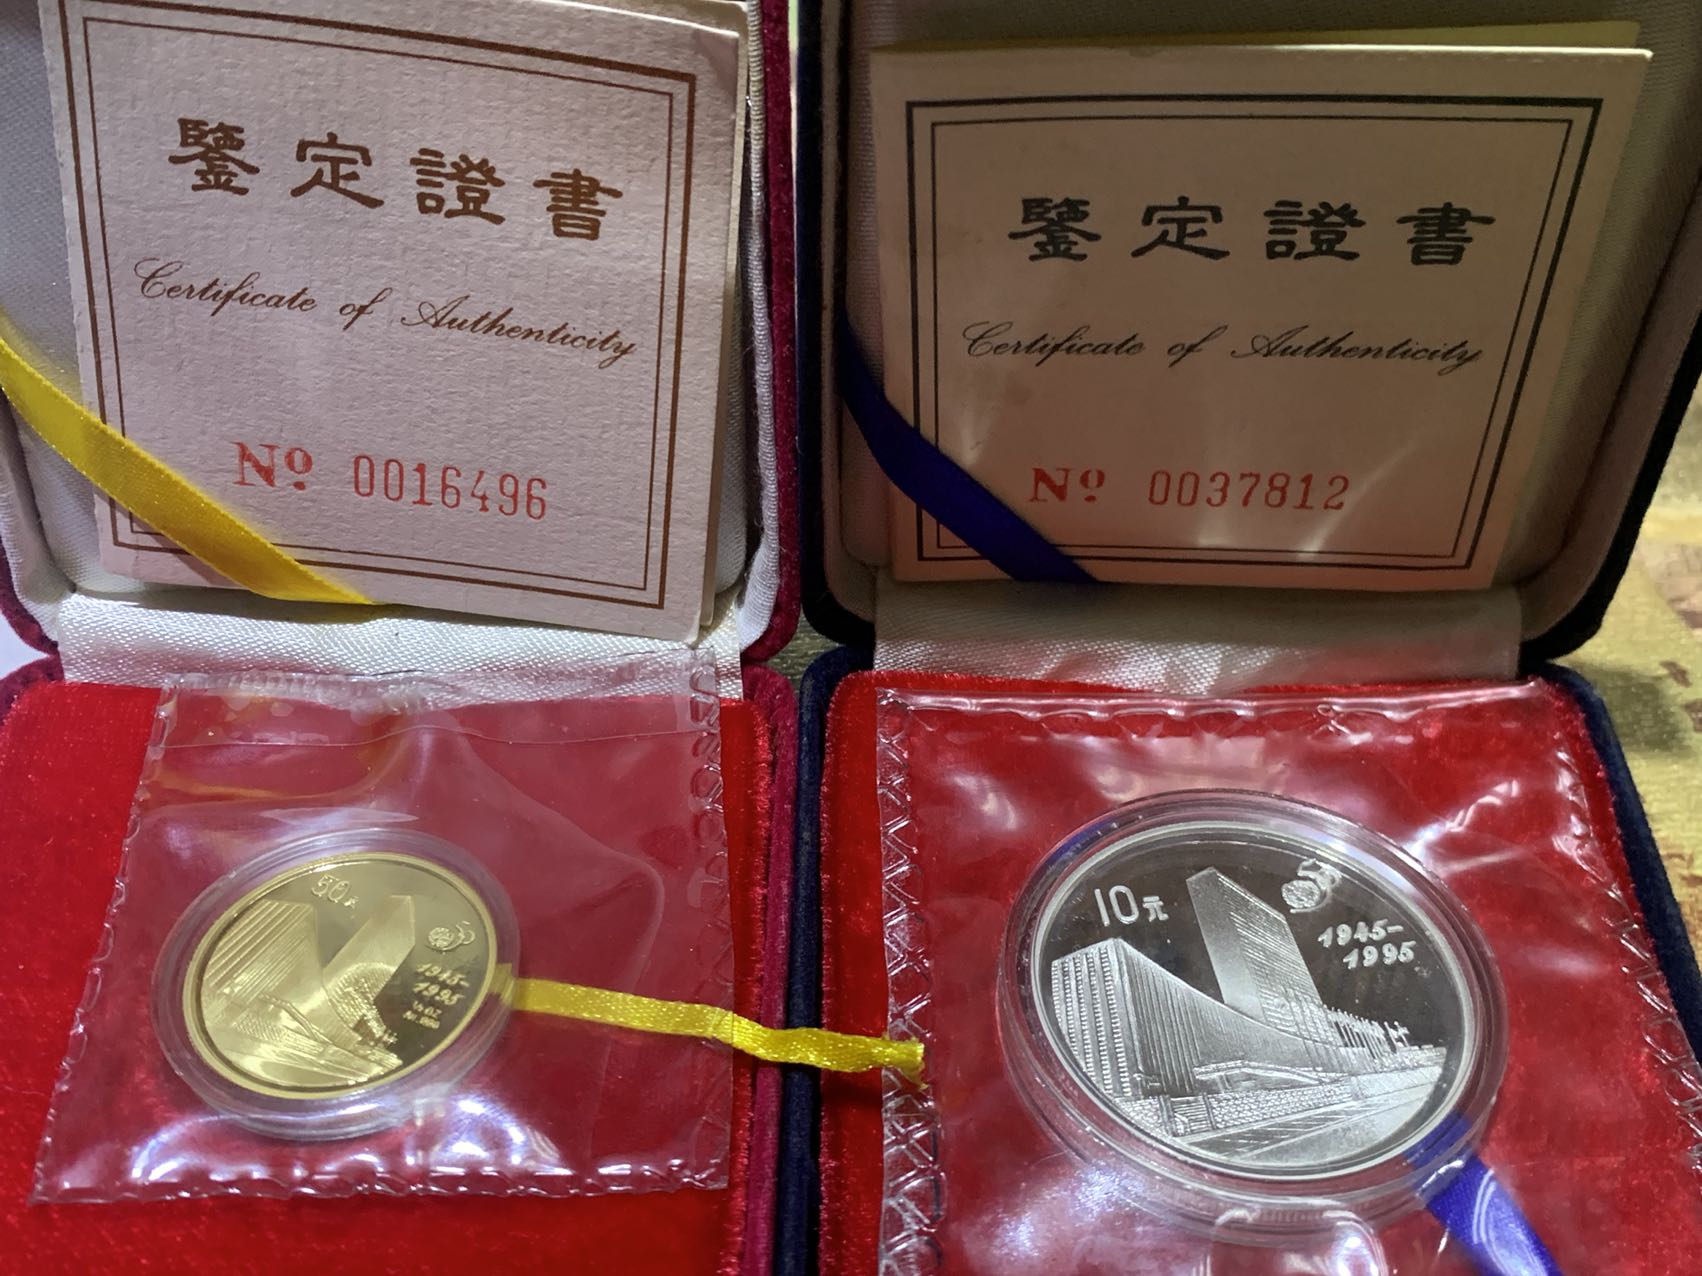 鑒定證書
Certificate of Authenticity
Nº 0016496
鑒定證書
Certificate of Authenticity
Nº 0037812
50元
1945-
1995
10元
50
1945-
1995